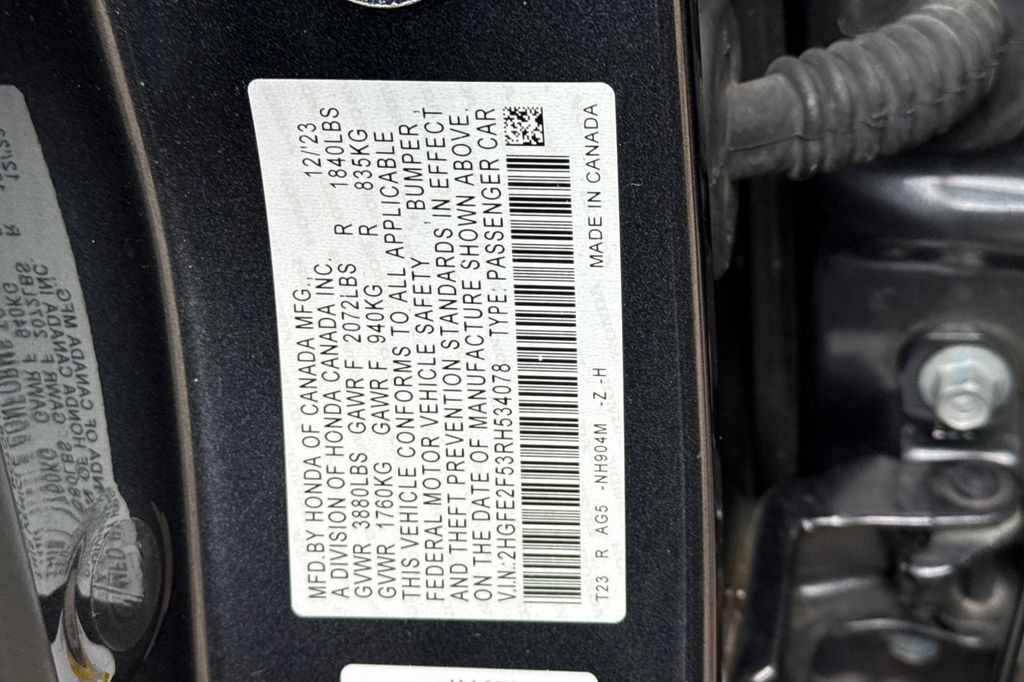 MFD.BY HONDA OF CANADA MFG. 12/'23
A DIVISION OF HONDA CANADA INC.
GVWR 3880LBS GAWR F 2072LBS R 1840LBS
GVWR 1760KG GAWR F 940KG R 835KG
THIS VEHICLE CONFORMS TO ALL APPLICABLE
FEDERAL MOTOR VEHICLE SAFETY , BUMPER ,
AND THEFT PREVENTION STANDARDS IN EFFECT
ON THE DATE OF MANUFACTURE SHOWN ABOVE.
V.I.N.:2HGFE2F53RH534078 TYPE:PASSENGER CAR
T23 R AG5 -NH904M -Z-H MADE IN CANADA